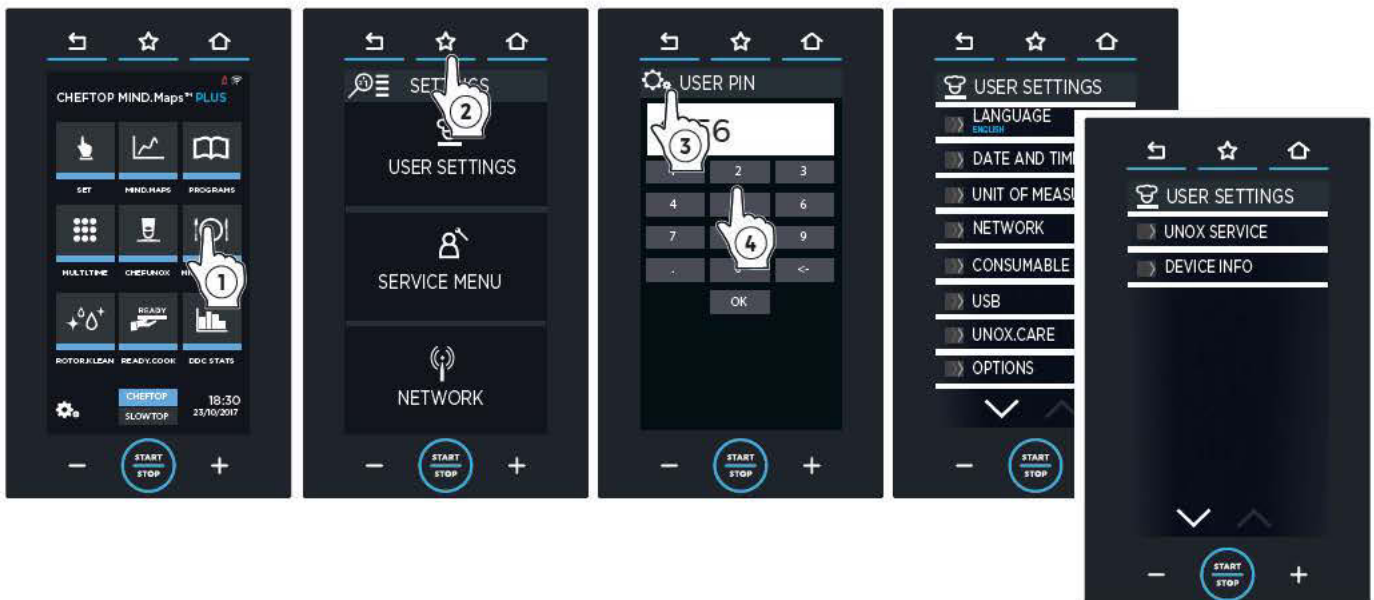 CHEFTOP MIND.Maps™ PLUS
SET MIND.MAPS PROGRAMS
MULTI.TIME CHEFUNOX
1
ROTOR.KLEAN READY.COOK DDC STATS
READY
CHEFTOP
SLOWTOP
18:30
23/10/2017
START
STOP
SETTINGS
2
USER SETTINGS
SERVICE MENU
NETWORK
START
STOP
USER PIN
56
3
2 3
4 6
7 9
4
. <-
OK
START
STOP
USER SETTINGS
LANGUAGE
ENGLISH
DATE AND TIM
UNIT OF MEASU
NETWORK
CONSUMABLE
USB
UNOX.CARE
OPTIONS
START
STOP
USER SETTINGS
UNOX SERVICE
DEVICE INFO
START
STOP